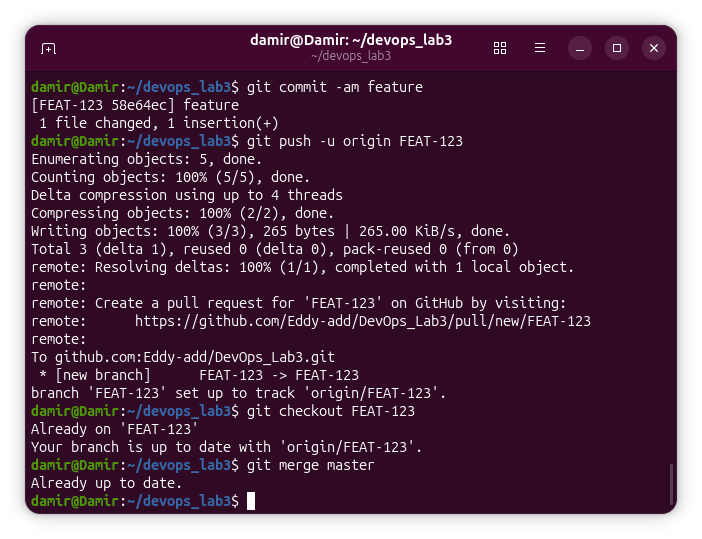 damir@Damir: ~/devops_lab3
~/devops_lab3
damir@Damir:~/devops_lab3$ git commit -am feature
[FEAT-123 58e64ec] feature
 1 file changed, 1 insertion(+)
damir@Damir:~/devops_lab3$ git push -u origin FEAT-123
Enumerating objects: 5, done.
Counting objects: 100% (5/5), done.
Delta compression using up to 4 threads
Compressing objects: 100% (2/2), done.
Writing objects: 100% (3/3), 265 bytes | 265.00 KiB/s, done.
Total 3 (delta 1), reused 0 (delta 0), pack-reused 0 (from 0)
remote: Resolving deltas: 100% (1/1), completed with 1 local object.
remote:
remote: Create a pull request for 'FEAT-123' on GitHub by visiting:
remote:      https://github.com/Eddy-add/DevOps_Lab3/pull/new/FEAT-123
remote:
To github.com:Eddy-add/DevOps_Lab3.git
 * [new branch]      FEAT-123 -> FEAT-123
branch 'FEAT-123' set up to track 'origin/FEAT-123'.
damir@Damir:~/devops_lab3$ git checkout FEAT-123
Already on 'FEAT-123'
Your branch is up to date with 'origin/FEAT-123'.
damir@Damir:~/devops_lab3$ git merge master
Already up to date.
damir@Damir:~/devops_lab3$